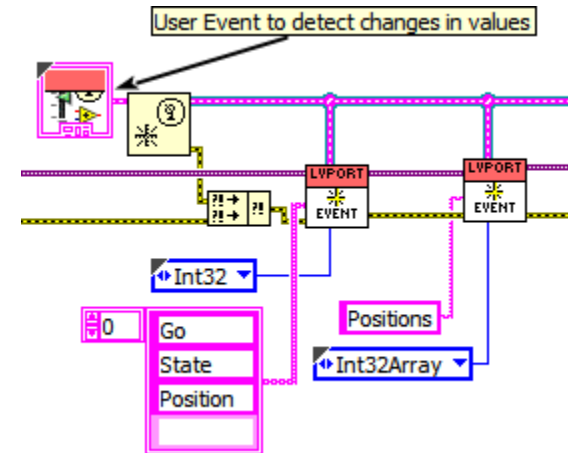 User Event to detect changes in values
LVPORT
EVENT
LVPORT
EVENT
Int32
0
Go
State
Position
Positions
Int32Array